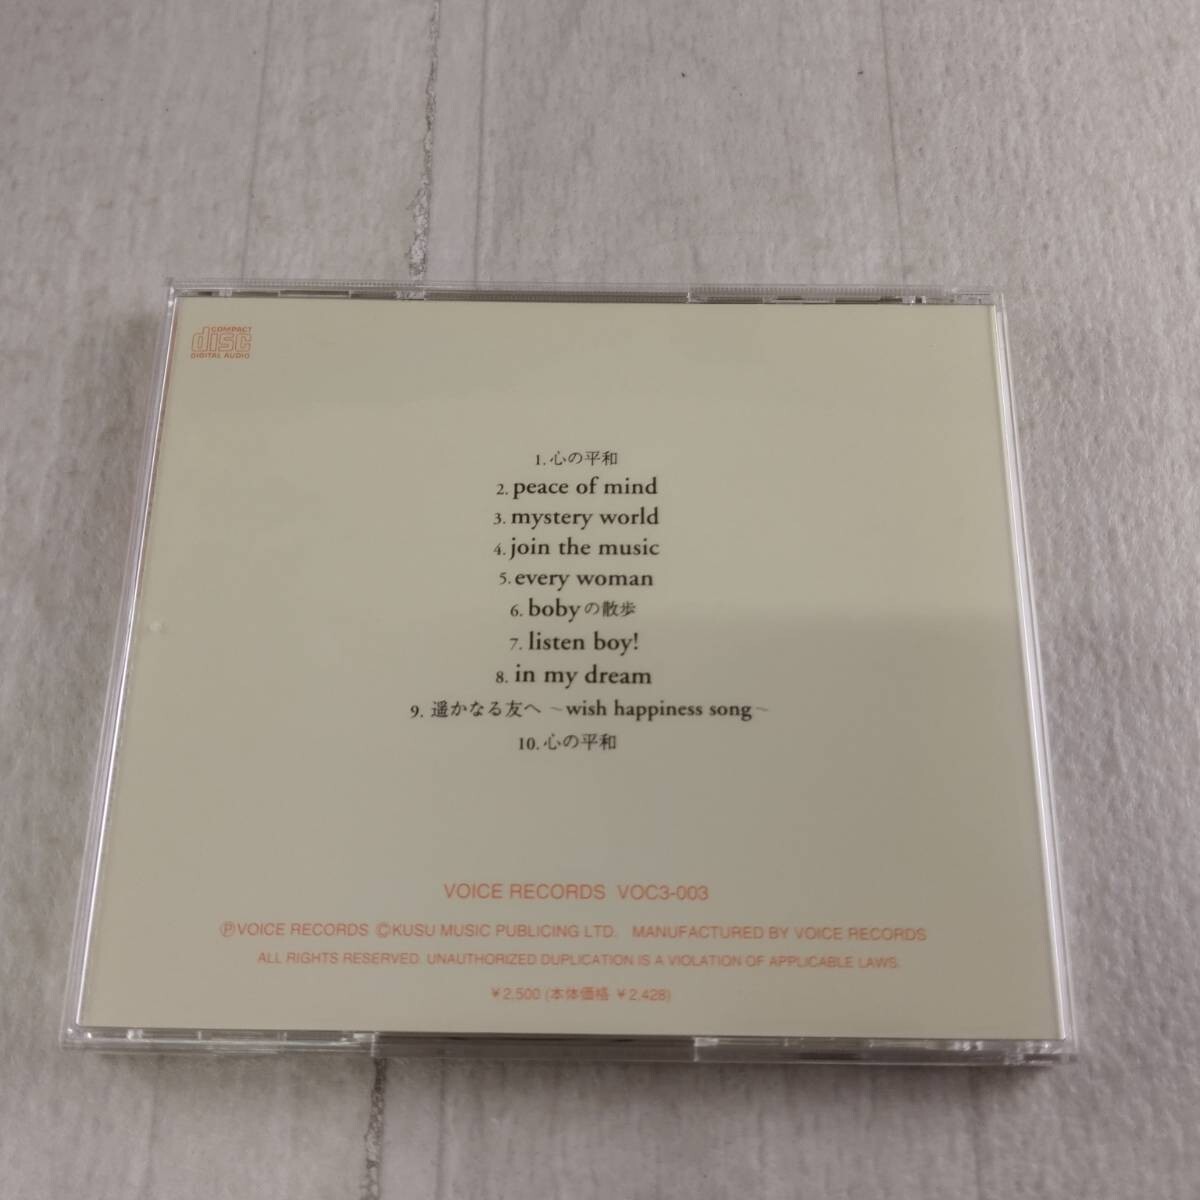 COMPACT
disc
DIGITAL AUDIO
1. 心の平和
2. peace of mind
3. mystery world
4. join the music
5. every woman
6. bobyの散歩
7. listen boy!
8. in my dream
9. 遥かなる友へ ~wish happiness song~
10. 心の平和
VOICE RECORDS VOC3-003
ⓅVOICE RECORDS ©KUSU MUSIC PUBLICING LTD. MANUFACTURED BY VOICE RECORDS
ALL RIGHTS RESERVED. UNAUTHORIZED DUPLICATION IS A VIOLATION OF APPLICABLE LAWS.
¥2,500 (本体価格 ¥2,428)